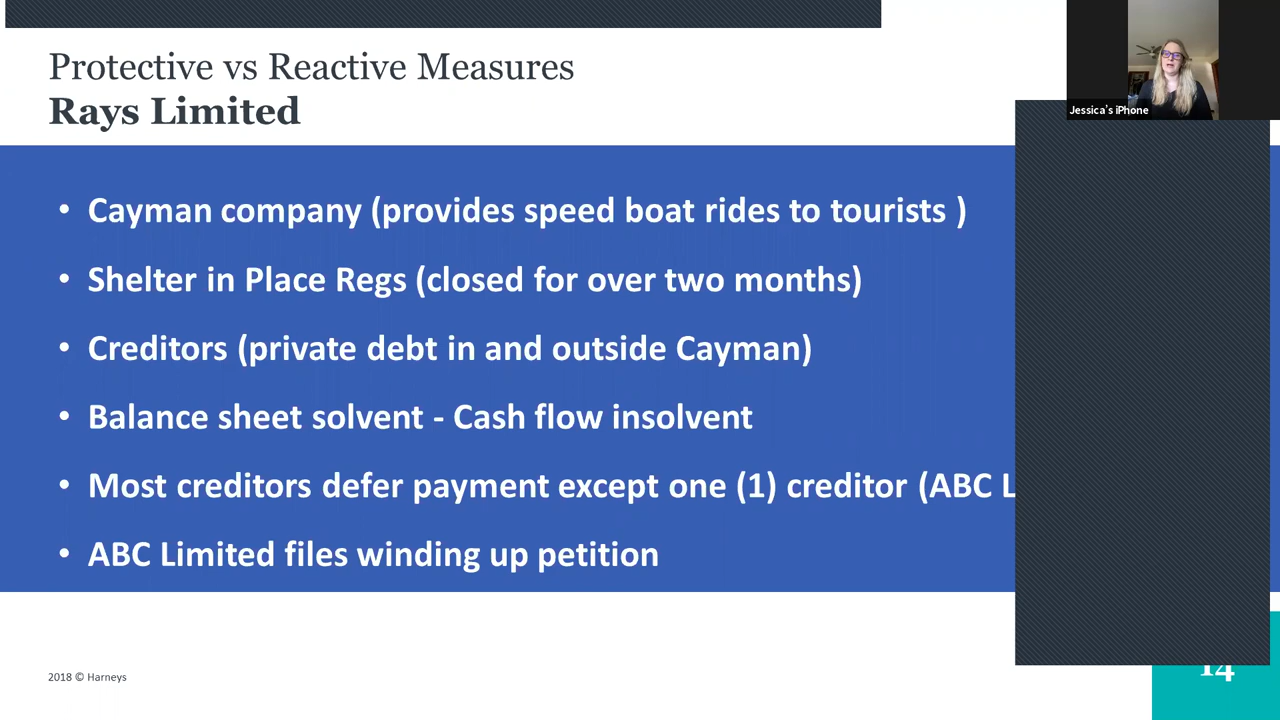 Protective vs Reactive Measures
Rays Limited
Jessica's iPhone
• Cayman company (provides speed boat rides to tourists )
• Shelter in Place Regs (closed for over two months)
• Creditors (private debt in and outside Cayman)
• Balance sheet solvent - Cash flow insolvent
• Most creditors defer payment except one (1) creditor (ABC L
• ABC Limited files winding up petition
2018 © Harneys
14